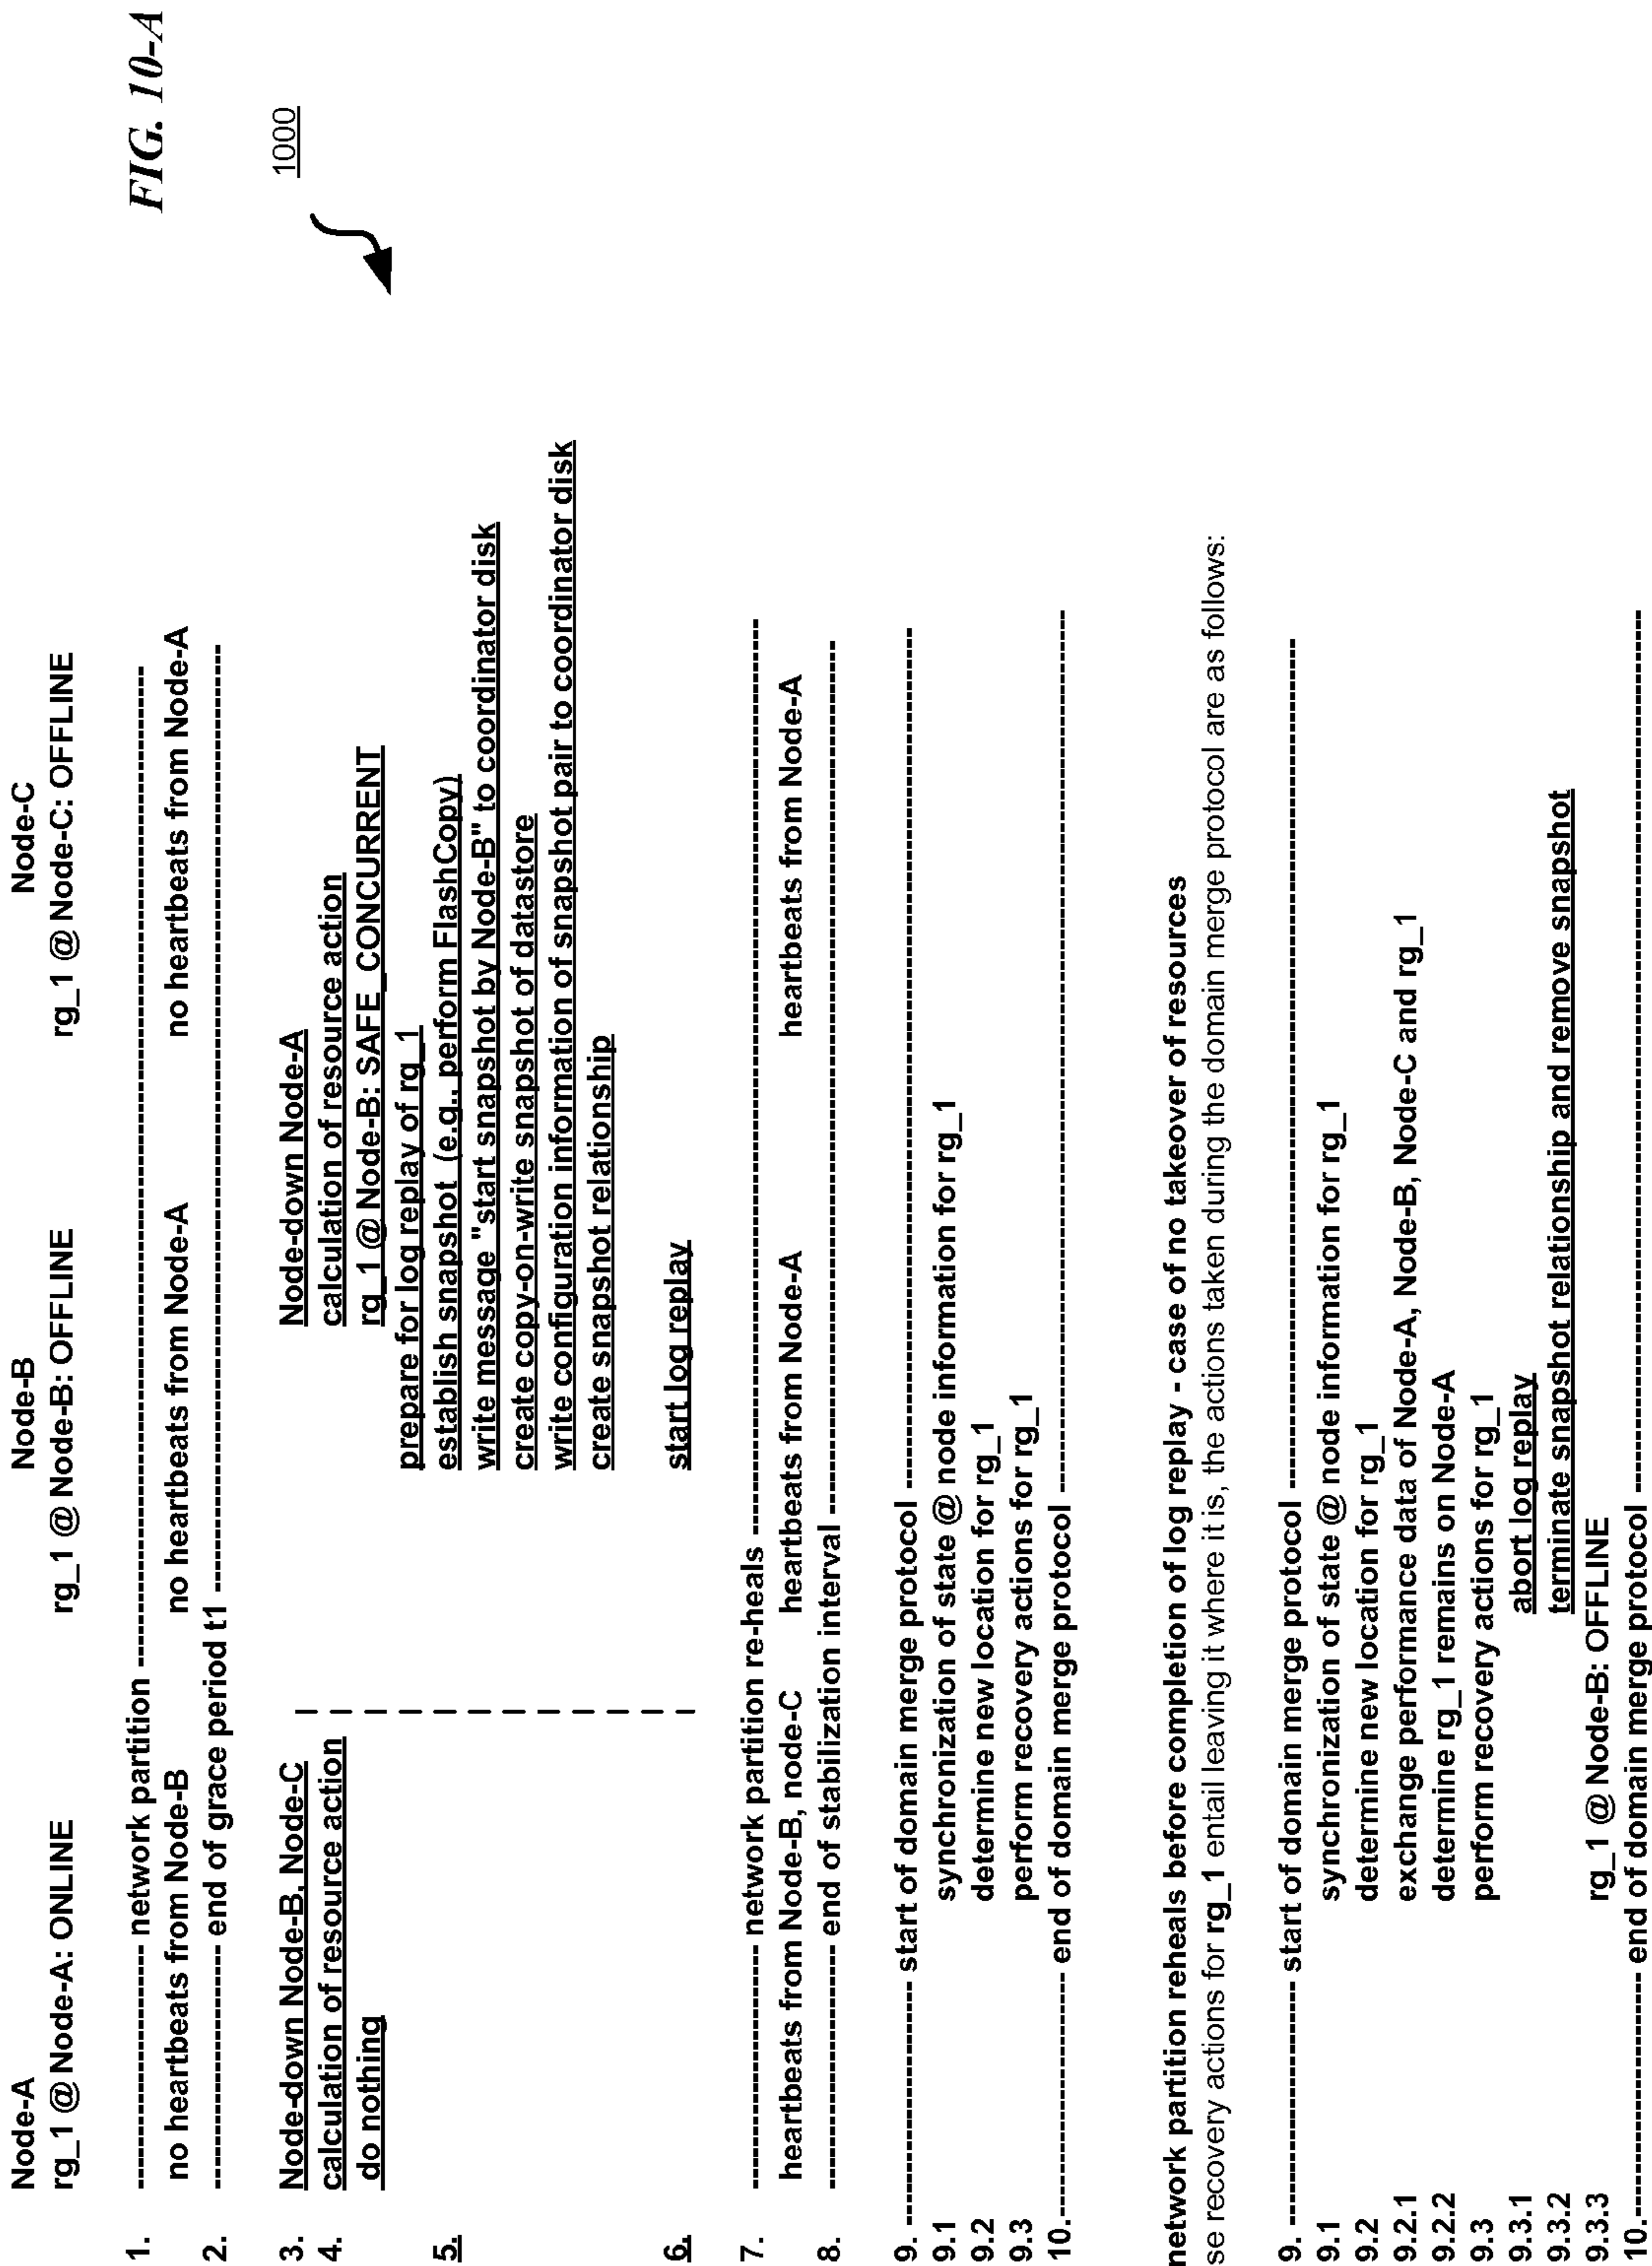 FIG. 10-A
1000
Node-A Node-B Node-C
rg_1 @ Node-A: ONLINE rg_1 @ Node-B: OFFLINE rg_1 @ Node-C: OFFLINE
1. ---------------- network partition ----------------
no heartbeats from Node-B no heartbeats from Node-A no heartbeats from Node-A
2. ---------------- end of grace period t1 ----------------
3. Node-down Node-B, Node-C Node-down Node-A
4. calculation of resource action calculation of resource action
do nothing rg_1 @ Node-B: SAFE_CONCURRENT
prepare for log replay of rg_1
5. establish snapshot (e.g., perform FlashCopy)
write message "start snapshot by Node-B" to coordinator disk
create copy-on-write snapshot of datastore
write configuration information of snapshot pair to coordinator disk
create snapshot relationship
6. start log replay
7. ---------------- network partition re-heals ----------------
heartbeats from Node-B, node-C heartbeats from Node-A heartbeats from Node-A
8. ---------------- end of stabilization interval ----------------
9. ---------------- start of domain merge protocol ----------------
9.1 synchronization of state @ node information for rg_1
9.2 determine new location for rg_1
9.3 perform recovery actions for rg_1
10.---------------- end of domain merge protocol ----------------
network partition reheals before completion of log replay - case of no takeover of resources
se recovery actions for rg_1 entail leaving it where it is, the actions taken during the domain merge protocol are as follows:
9. ---------------- start of domain merge protocol ----------------
9.1 synchronization of state @ node information for rg_1
9.2 determine new location for rg_1
9.2.1 exchange performance data of Node-A, Node-B, Node-C and rg_1
9.2.2 determine rg_1 remains on Node-A
9.3 perform recovery actions for rg_1
9.3.1 abort log replay
9.3.2 terminate snapshot relationship and remove snapshot
9.3.3 rg_1 @ Node-B: OFFLINE
10.---------------- end of domain merge protocol ----------------